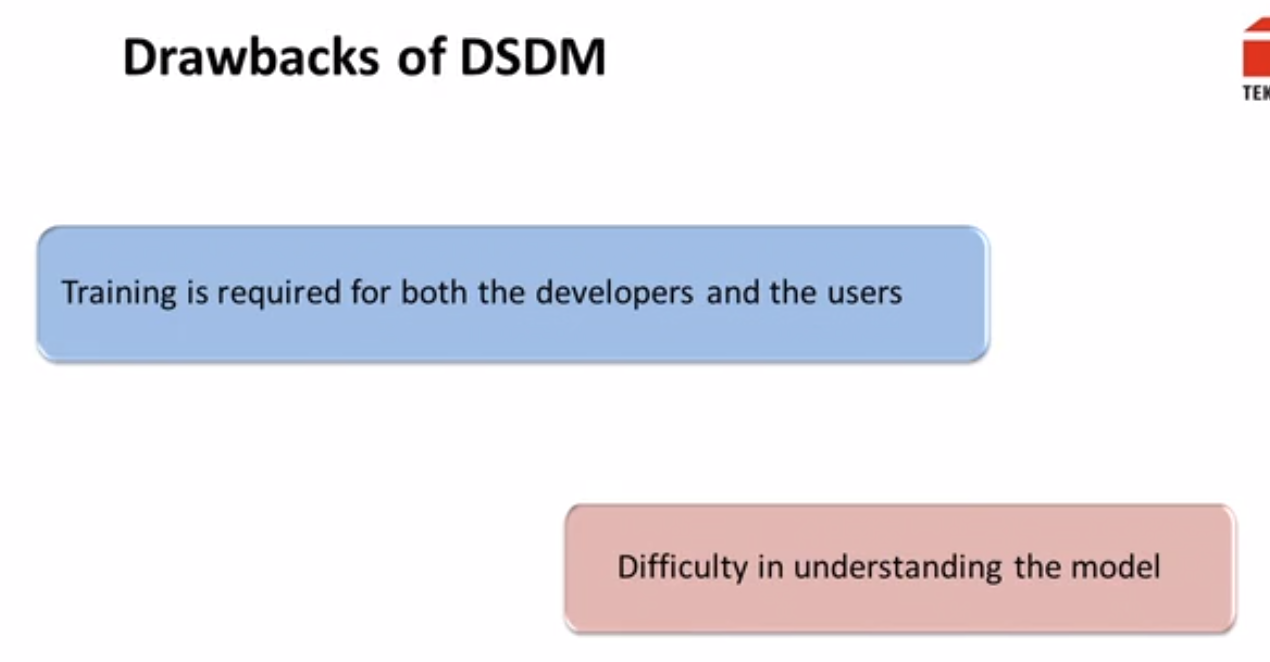 Drawbacks of DSDM
TEK
Training is required for both the developers and the users
Difficulty in understanding the model